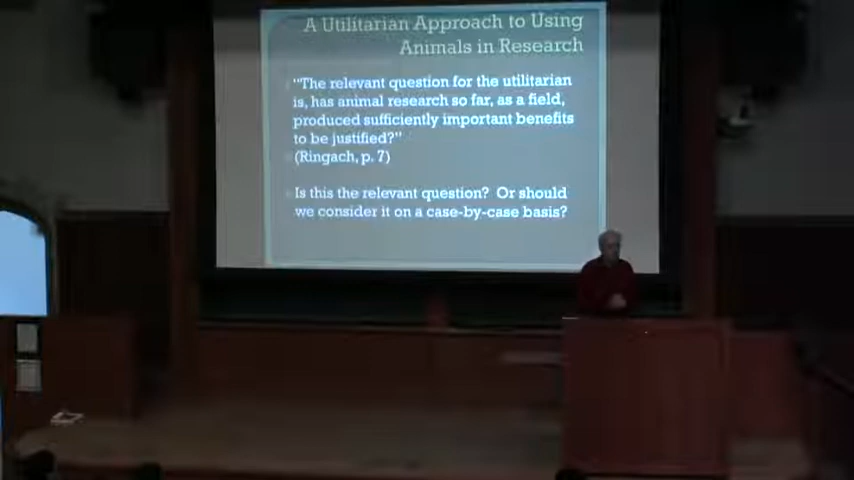 A Utilitarian Approach to Using
Animals in Research
"The relevant question for the utilitarian
is, has animal research so far, as a field,
produced sufficiently important benefits
to be justified?"
(Ringach, p. 7)
Is this the relevant question? Or should
we consider it on a case-by-case basis?